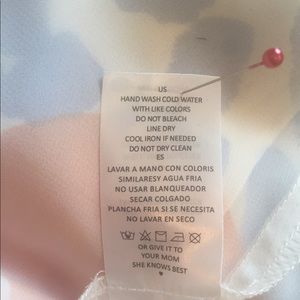 US
HAND WASH COLD WATER
WITH LIKE COLORS
DO NOT BLEACH
LINE DRY
COOL IRON IF NEEDED
DO NOT DRY CLEAN
ES
LAVAR A MANO CON COLORIS
SIMILARESY AGUA FRIA
NO USAR BLANQUEADOR
SECAR COLGADO
PLANCHA FRIA SI SE NECESITA
NO LAVAR EN SECO
OR GIVE IT TO
YOUR MOM
SHE KNOWS BEST